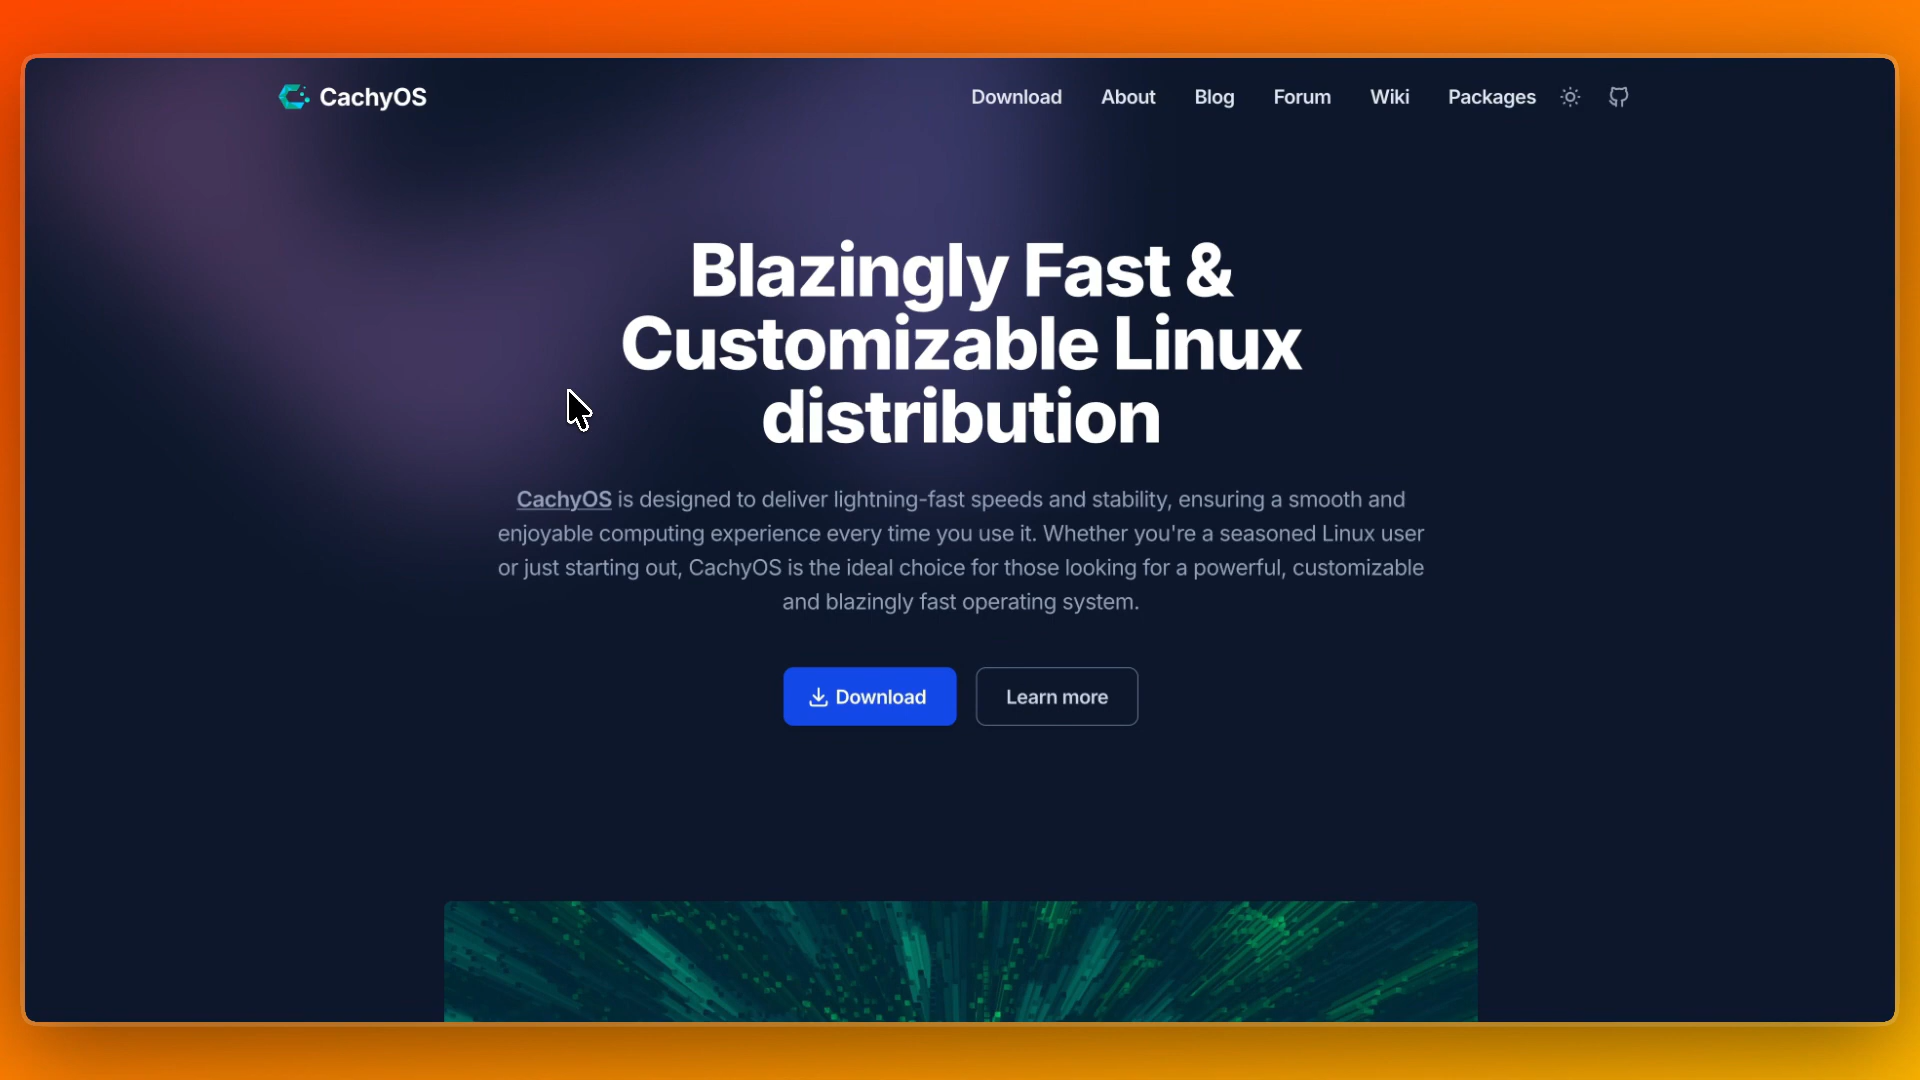 CachyOS
Download About Blog Forum Wiki Packages
Blazingly Fast &
Customizable Linux
distribution
CachyOS is designed to deliver lightning-fast speeds and stability, ensuring a smooth and
enjoyable computing experience every time you use it. Whether you're a seasoned Linux user
or just starting out, CachyOS is the ideal choice for those looking for a powerful, customizable
and blazingly fast operating system.
Download
Learn more